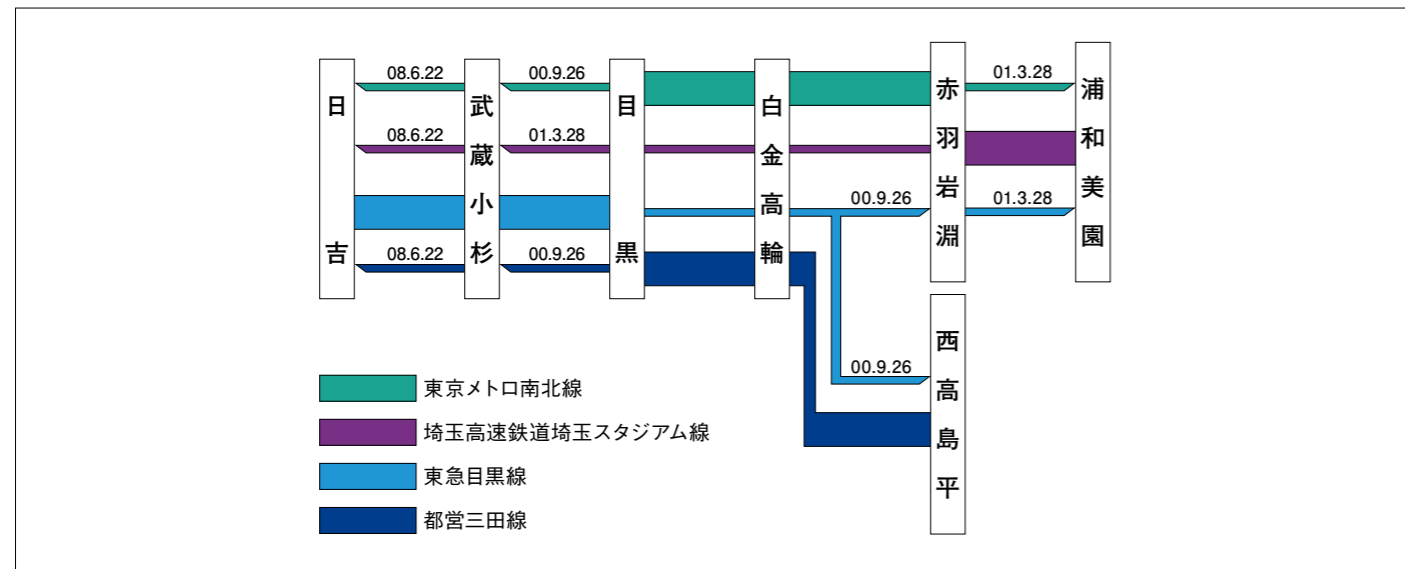 08.6.22
00.9.26
01.3.28
08.6.22
01.3.28
00.9.26
01.3.28
08.6.22
00.9.26
00.9.26
日吉
武蔵小杉
目黒
白金高輪
赤羽岩淵
浦和美園
西高島平
東京メトロ南北線
埼玉高速鉄道埼玉スタジアム線
東急目黒線
都営三田線